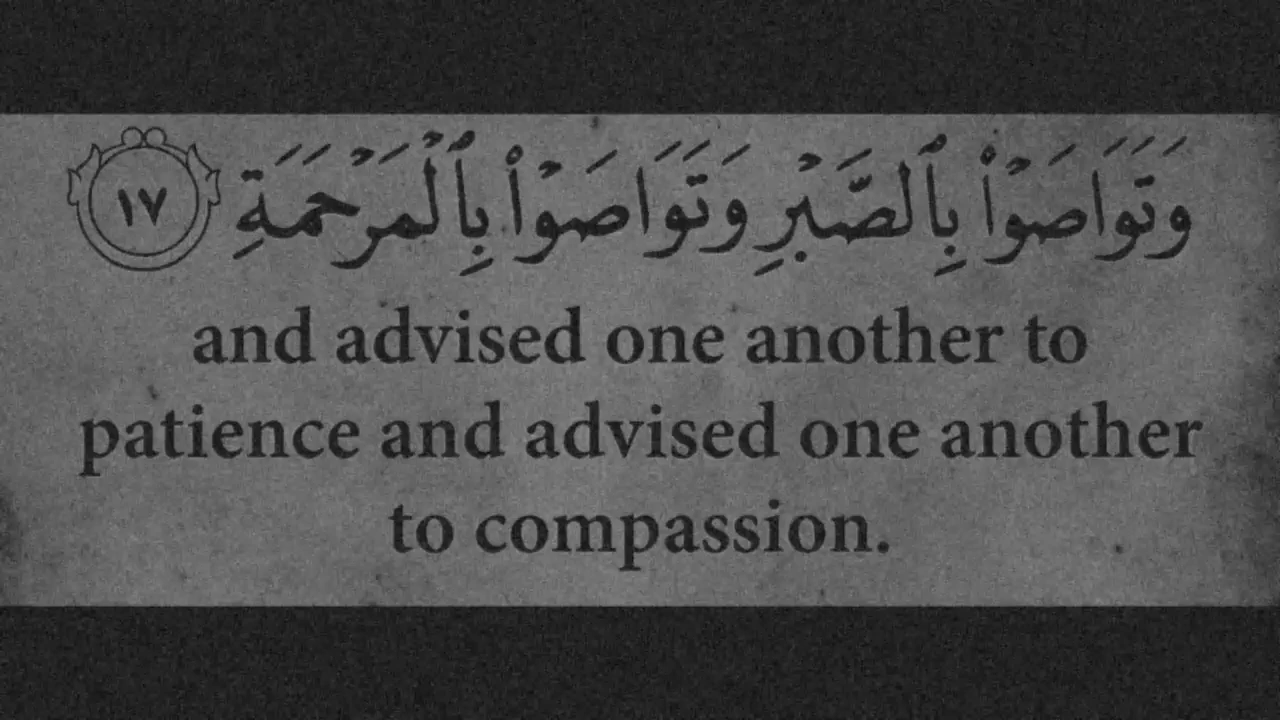 وَتَوَاصَوْا۟ بِٱلصَّبْرِ وَتَوَاصَوْا۟ بِٱلْمَرْحَمَةِ ١٧
and advised one another to
patience and advised one another
to compassion.